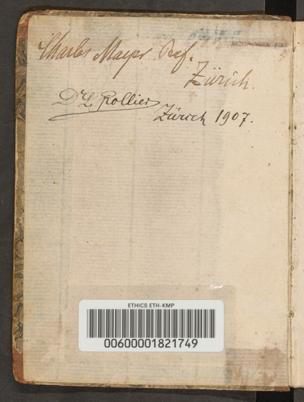 Charles Mayer Prof.
Zürich.
Dr L. Rollier
Zürich 1907.
ETHICS ETH-KMP
00600001821749